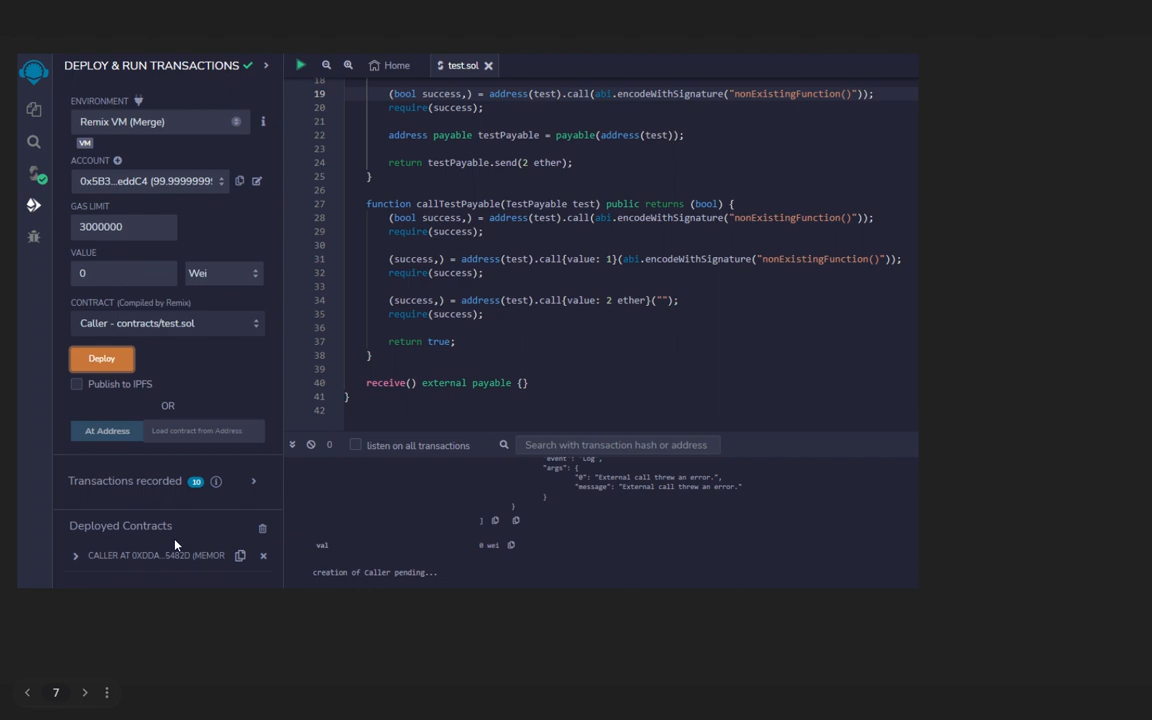 DEPLOY & RUN TRANSACTIONS
ENVIRONMENT
Remix VM (Merge)
VM
ACCOUNT
0x5B3...eddC4 (99.9999999
GAS LIMIT
3000000
VALUE
0
Wei
CONTRACT (Compiled by Remix)
Caller - contracts/test.sol
Deploy
Publish to IPFS
OR
At Address
Load contract from Address
Transactions recorded 10
Deployed Contracts
CALLER AT 0XDDA...5482D (MEMOR
Home
test.sol
18
19 (bool success,) = address(test).call(abi.encodeWithSignature("nonExistingFunction()"));
20 require(success);
21
22 address payable testPayable = payable(address(test));
23
24 return testPayable.send(2 ether);
25 }
26
27 function callTestPayable(TestPayable test) public returns (bool) {
28 (bool success,) = address(test).call(abi.encodeWithSignature("nonExistingFunction()"));
29 require(success);
30
31 (success,) = address(test).call{value: 1}(abi.encodeWithSignature("nonExistingFunction()"));
32 require(success);
33
34 (success,) = address(test).call{value: 2 ether}("");
35 require(success);
36
37 return true;
38 }
39
40 receive() external payable {}
41 }
42
0
listen on all transactions
Search with transaction hash or address
"event": "Log",
"args": {
"0": "External call threw an error.",
"message": "External call threw an error."
}
}
]
val 0 wei
creation of Caller pending...
7